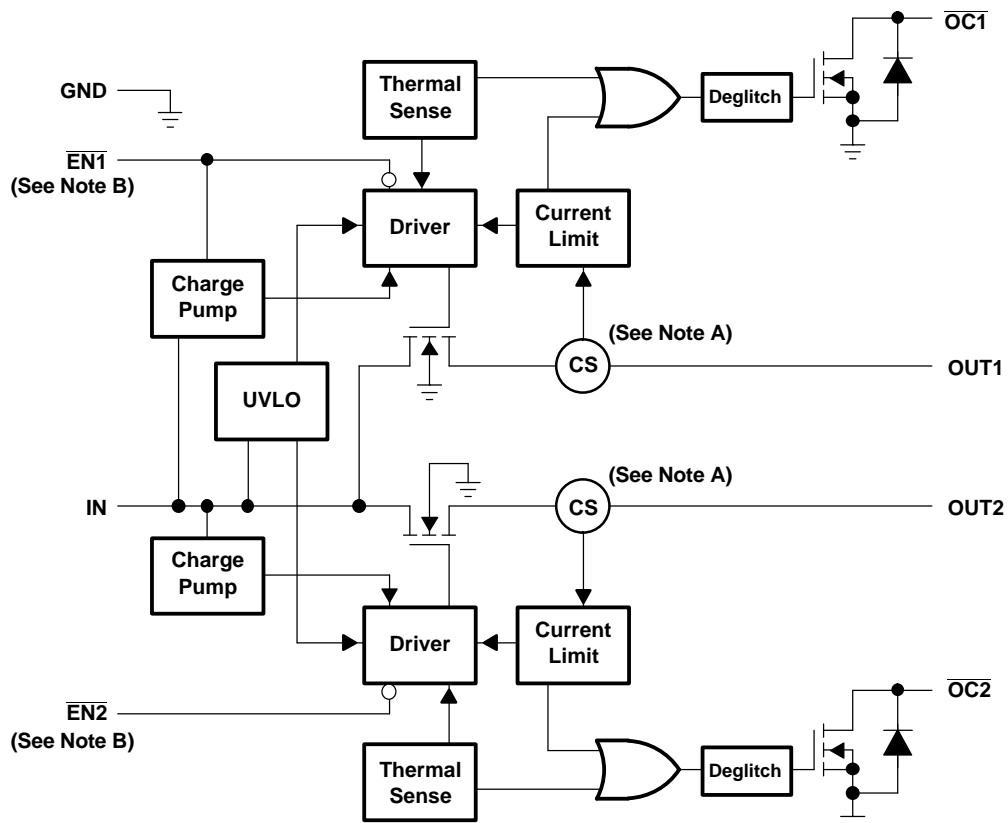 OC1
Thermal
Sense
Deglitch
GND
EN1
(See Note B)
Driver
Current
Limit
Charge
Pump
(See Note A)
CS
OUT1
UVLO
(See Note A)
IN
CS
OUT2
Charge
Pump
Driver
Current
Limit
EN2
(See Note B)
OC2
Thermal
Sense
Deglitch